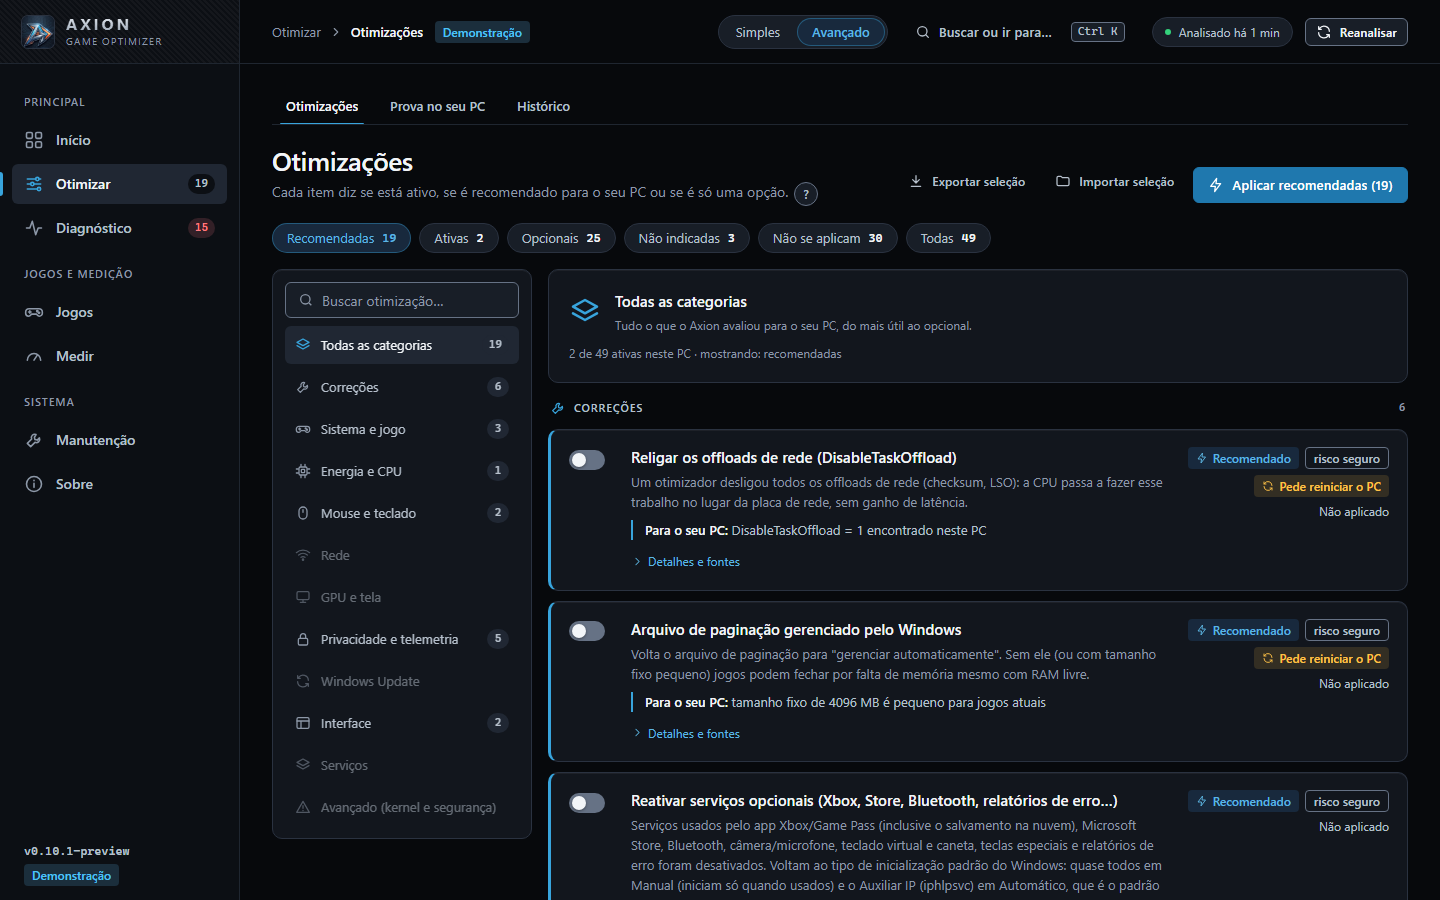 AXION
GAME OPTIMIZER
Otimizar > Otimizações Demonstração
Simples Avançado
Buscar ou ir para... Ctrl K
Analisado há 1 min
Reanalisar
PRINCIPAL
Início
Otimizar 19
Diagnóstico 15
JOGOS E MEDIÇÃO
Jogos
Medir
SISTEMA
Manutenção
Sobre
v0.10.1-preview
Demonstração
Otimizações Prova no seu PC Histórico
Otimizações
Cada item diz se está ativo, se é recomendado para o seu PC ou se é só uma opção. ?
Exportar seleção Importar seleção Aplicar recomendadas (19)
Recomendadas 19 Ativas 2 Opcionais 25 Não indicadas 3 Não se aplicam 30 Todas 49
Buscar otimização...
Todas as categorias 19
Correções 6
Sistema e jogo 3
Energia e CPU 1
Mouse e teclado 2
Rede
GPU e tela
Privacidade e telemetria 5
Windows Update
Interface 2
Serviços
Avançado (kernel e segurança)
Todas as categorias
Tudo o que o Axion avaliou para o seu PC, do mais útil ao opcional.
2 de 49 ativas neste PC · mostrando: recomendadas
CORREÇÕES 6
Religar os offloads de rede (DisableTaskOffload)
Um otimizador desligou todos os offloads de rede (checksum, LSO): a CPU passa a fazer esse
trabalho no lugar da placa de rede, sem ganho de latência.
Para o seu PC: DisableTaskOffload = 1 encontrado neste PC
Detalhes e fontes
Recomendado risco seguro
Pede reiniciar o PC
Não aplicado
Arquivo de paginação gerenciado pelo Windows
Volta o arquivo de paginação para "gerenciar automaticamente". Sem ele (ou com tamanho
fixo pequeno) jogos podem fechar por falta de memória mesmo com RAM livre.
Para o seu PC: tamanho fixo de 4096 MB é pequeno para jogos atuais
Detalhes e fontes
Recomendado risco seguro
Pede reiniciar o PC
Não aplicado
Reativar serviços opcionais (Xbox, Store, Bluetooth, relatórios de erro...)
Serviços usados pelo app Xbox/Game Pass (inclusive o salvamento na nuvem), Microsoft
Store, Bluetooth, câmera/microfone, teclado virtual e caneta, teclas especiais e relatórios de
erro foram desativados. Voltam ao tipo de inicialização padrão do Windows: quase todos em
Manual (iniciam só quando usados) e o Auxiliar IP (iphlpsvc) em Automático, que é o padrão
Recomendado risco seguro
Não aplicado